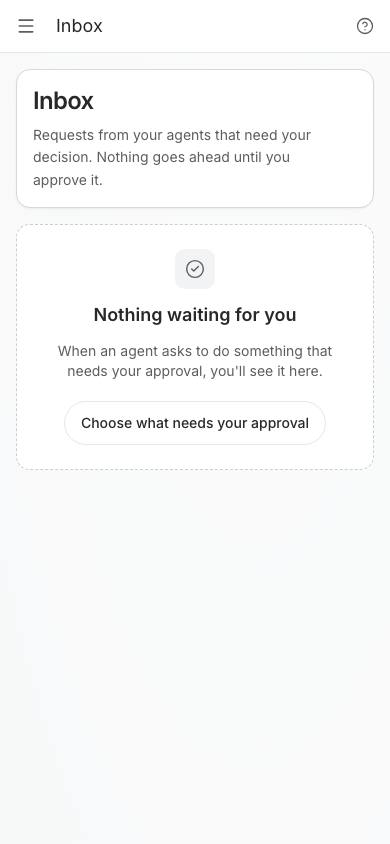 Inbox
Inbox
Requests from your agents that need your
decision. Nothing goes ahead until you
approve it.
Nothing waiting for you
When an agent asks to do something that
needs your approval, you'll see it here.
Choose what needs your approval